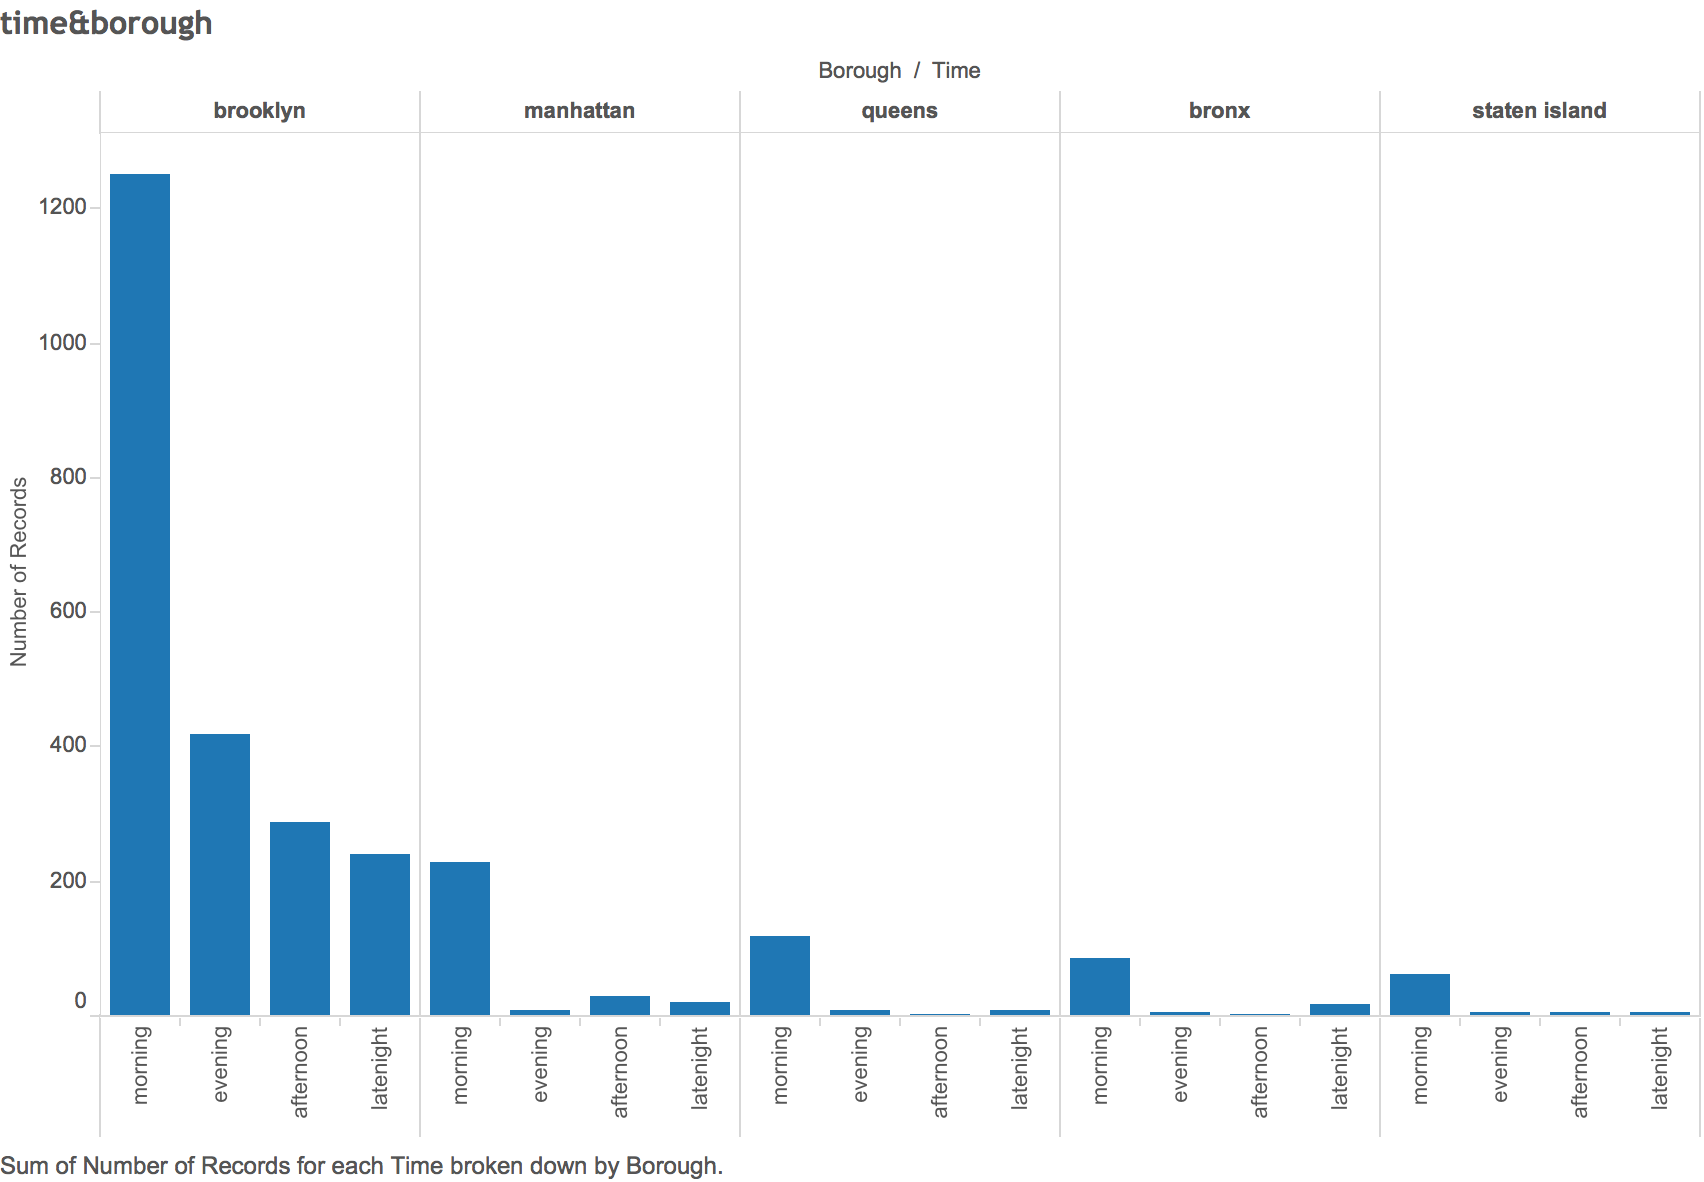 time&borough
Borough / Time
brooklyn manhattan queens bronx staten island
Number of Records
1200
1000
800
600
400
200
0
morning evening afternoon latenight morning evening afternoon latenight morning evening afternoon latenight morning evening afternoon latenight morning evening afternoon latenight
Sum of Number of Records for each Time broken down by Borough.